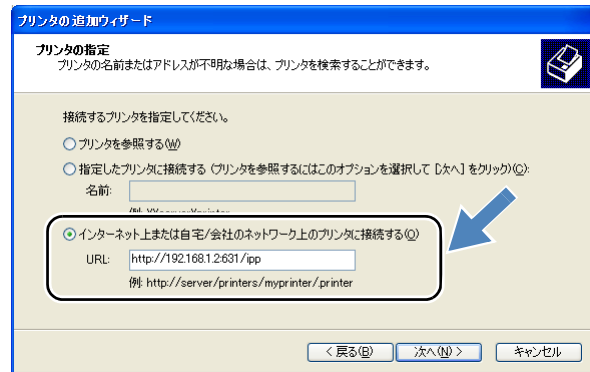 プリンタの追加ウィザード
プリンタの指定
プリンタの名前またはアドレスが不明な場合は、プリンタを検索することができます。
接続するプリンタを指定してください。
プリンタを参照する(W)
指定したプリンタに接続する (プリンタを参照するにはこのオプションを選択して [次へ] をクリック)(C):
名前:
例: ¥¥server¥printer
インターネット上または自宅/会社のネットワーク上のプリンタに接続する(O)
URL: http://192.168.1.2:631/ipp
例: http://server/printers/myprinter/.printer
< 戻る(B) 次へ(N) > キャンセル